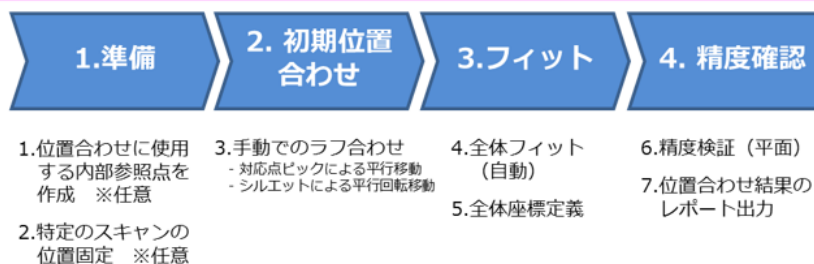 1.準備
2. 初期位置
合わせ
3.フィット
4. 精度確認
1.位置合わせに使用
する内部参照点を
作成 ※任意
2.特定のスキャンの
位置固定 ※任意
3.手動でのラフ合わせ
- 対応点ピックによる平行移動
- シルエットによる平行回転移動
4.全体フィット
（自動）
5.全体座標定義
6.精度検証（平面）
7.位置合わせ結果の
レポート出力